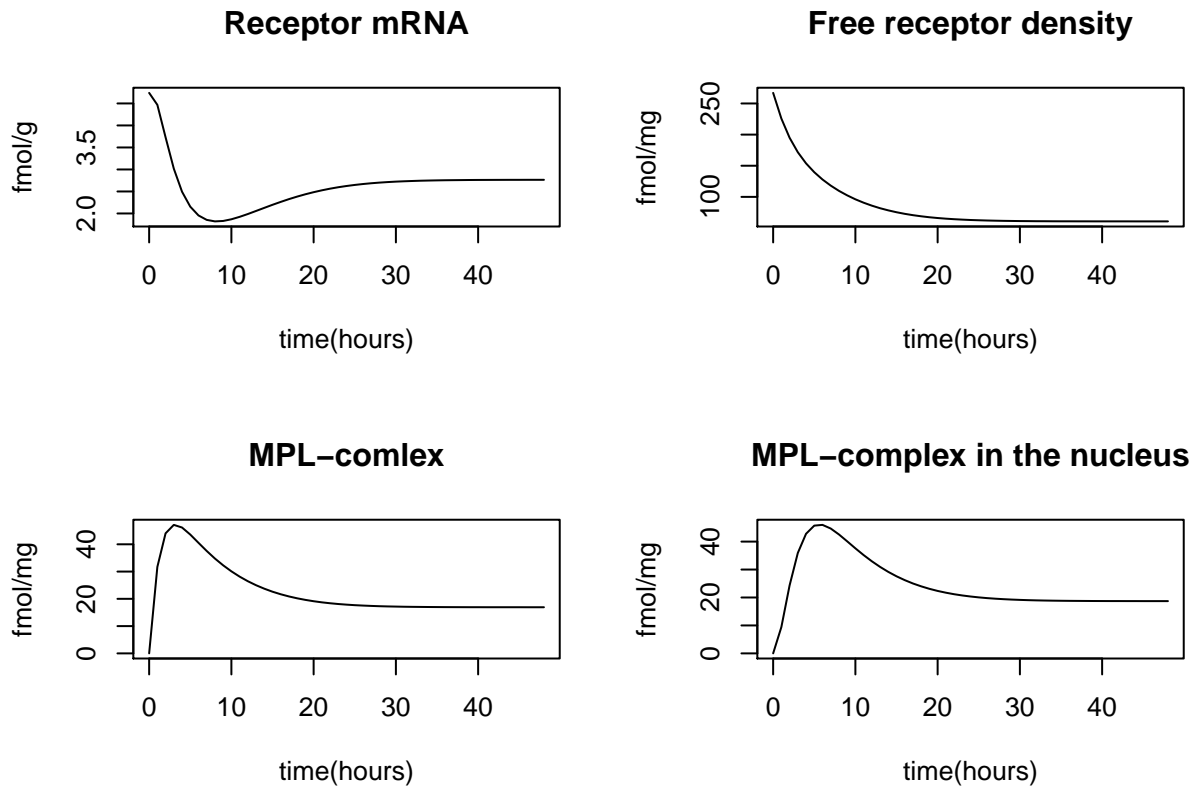 Receptor mRNA
fmol/g
2.0 3.5
0 10 20 30 40
time(hours)
Free receptor density
fmol/mg
100 250
0 10 20 30 40
time(hours)
MPL−comlex
fmol/mg
0 20 40
0 10 20 30 40
time(hours)
MPL−complex in the nucleus
fmol/mg
0 20 40
0 10 20 30 40
time(hours)